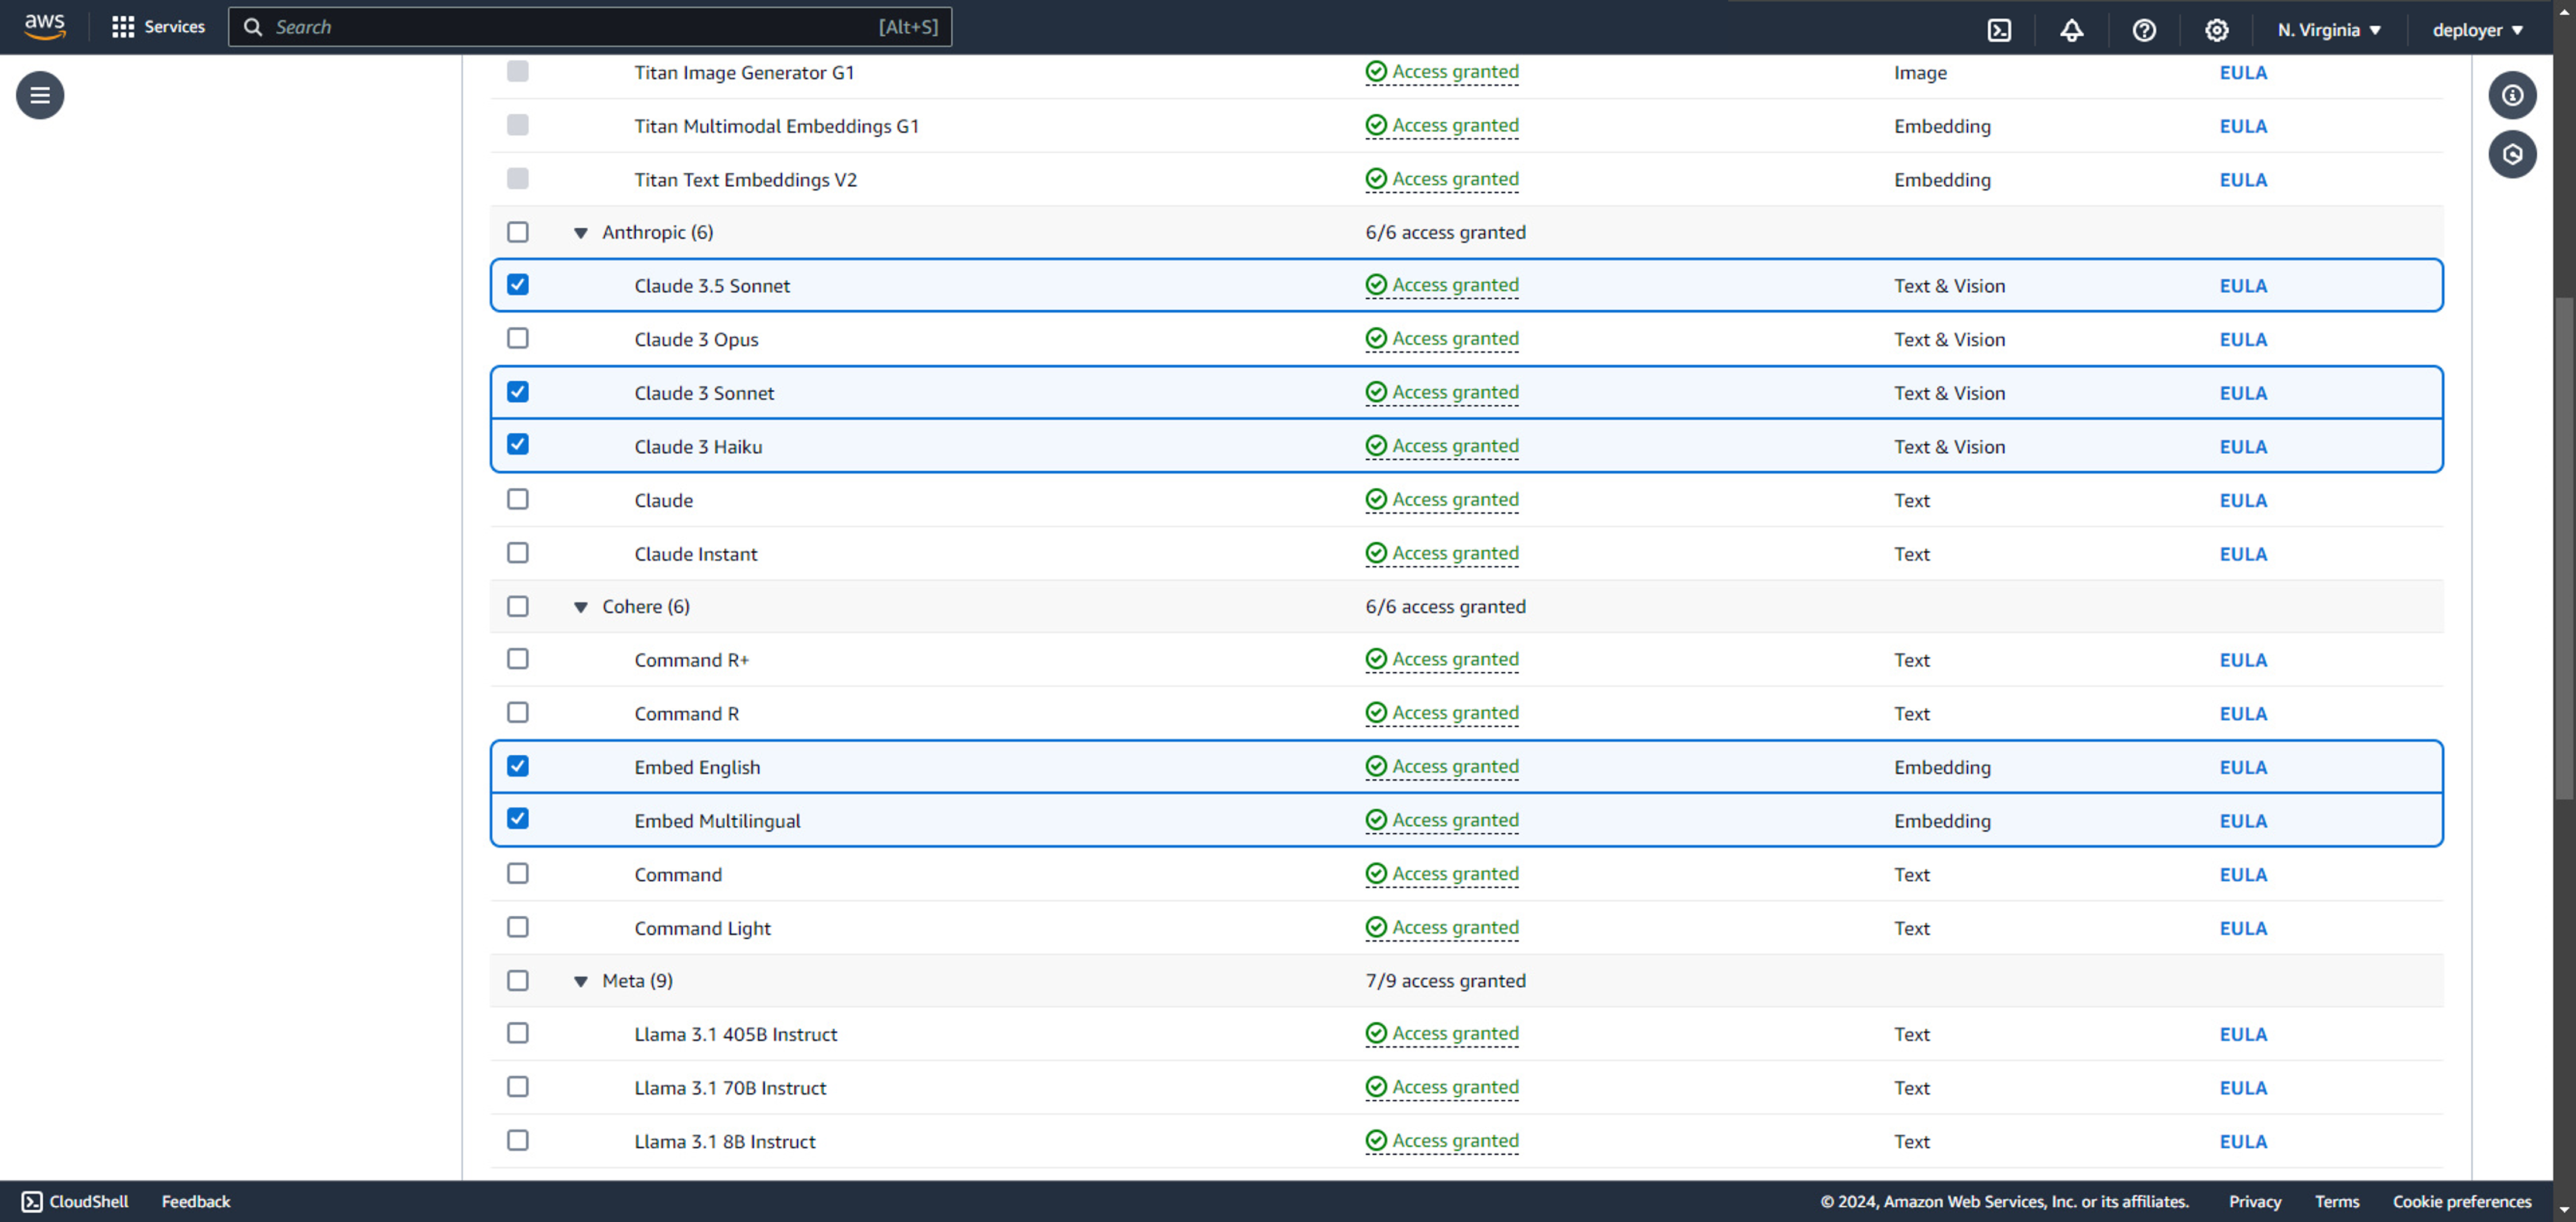 aws Services Search [Alt+S] N. Virginia deployer
Titan Image Generator G1 Access granted Image EULA
Titan Multimodal Embeddings G1 Access granted Embedding EULA
Titan Text Embeddings V2 Access granted Embedding EULA
Anthropic (6) 6/6 access granted
Claude 3.5 Sonnet Access granted Text & Vision EULA
Claude 3 Opus Access granted Text & Vision EULA
Claude 3 Sonnet Access granted Text & Vision EULA
Claude 3 Haiku Access granted Text & Vision EULA
Claude Access granted Text EULA
Claude Instant Access granted Text EULA
Cohere (6) 6/6 access granted
Command R+ Access granted Text EULA
Command R Access granted Text EULA
Embed English Access granted Embedding EULA
Embed Multilingual Access granted Embedding EULA
Command Access granted Text EULA
Command Light Access granted Text EULA
Meta (9) 7/9 access granted
Llama 3.1 405B Instruct Access granted Text EULA
Llama 3.1 70B Instruct Access granted Text EULA
Llama 3.1 8B Instruct Access granted Text EULA
CloudShell Feedback © 2024, Amazon Web Services, Inc. or its affiliates. Privacy Terms Cookie preferences